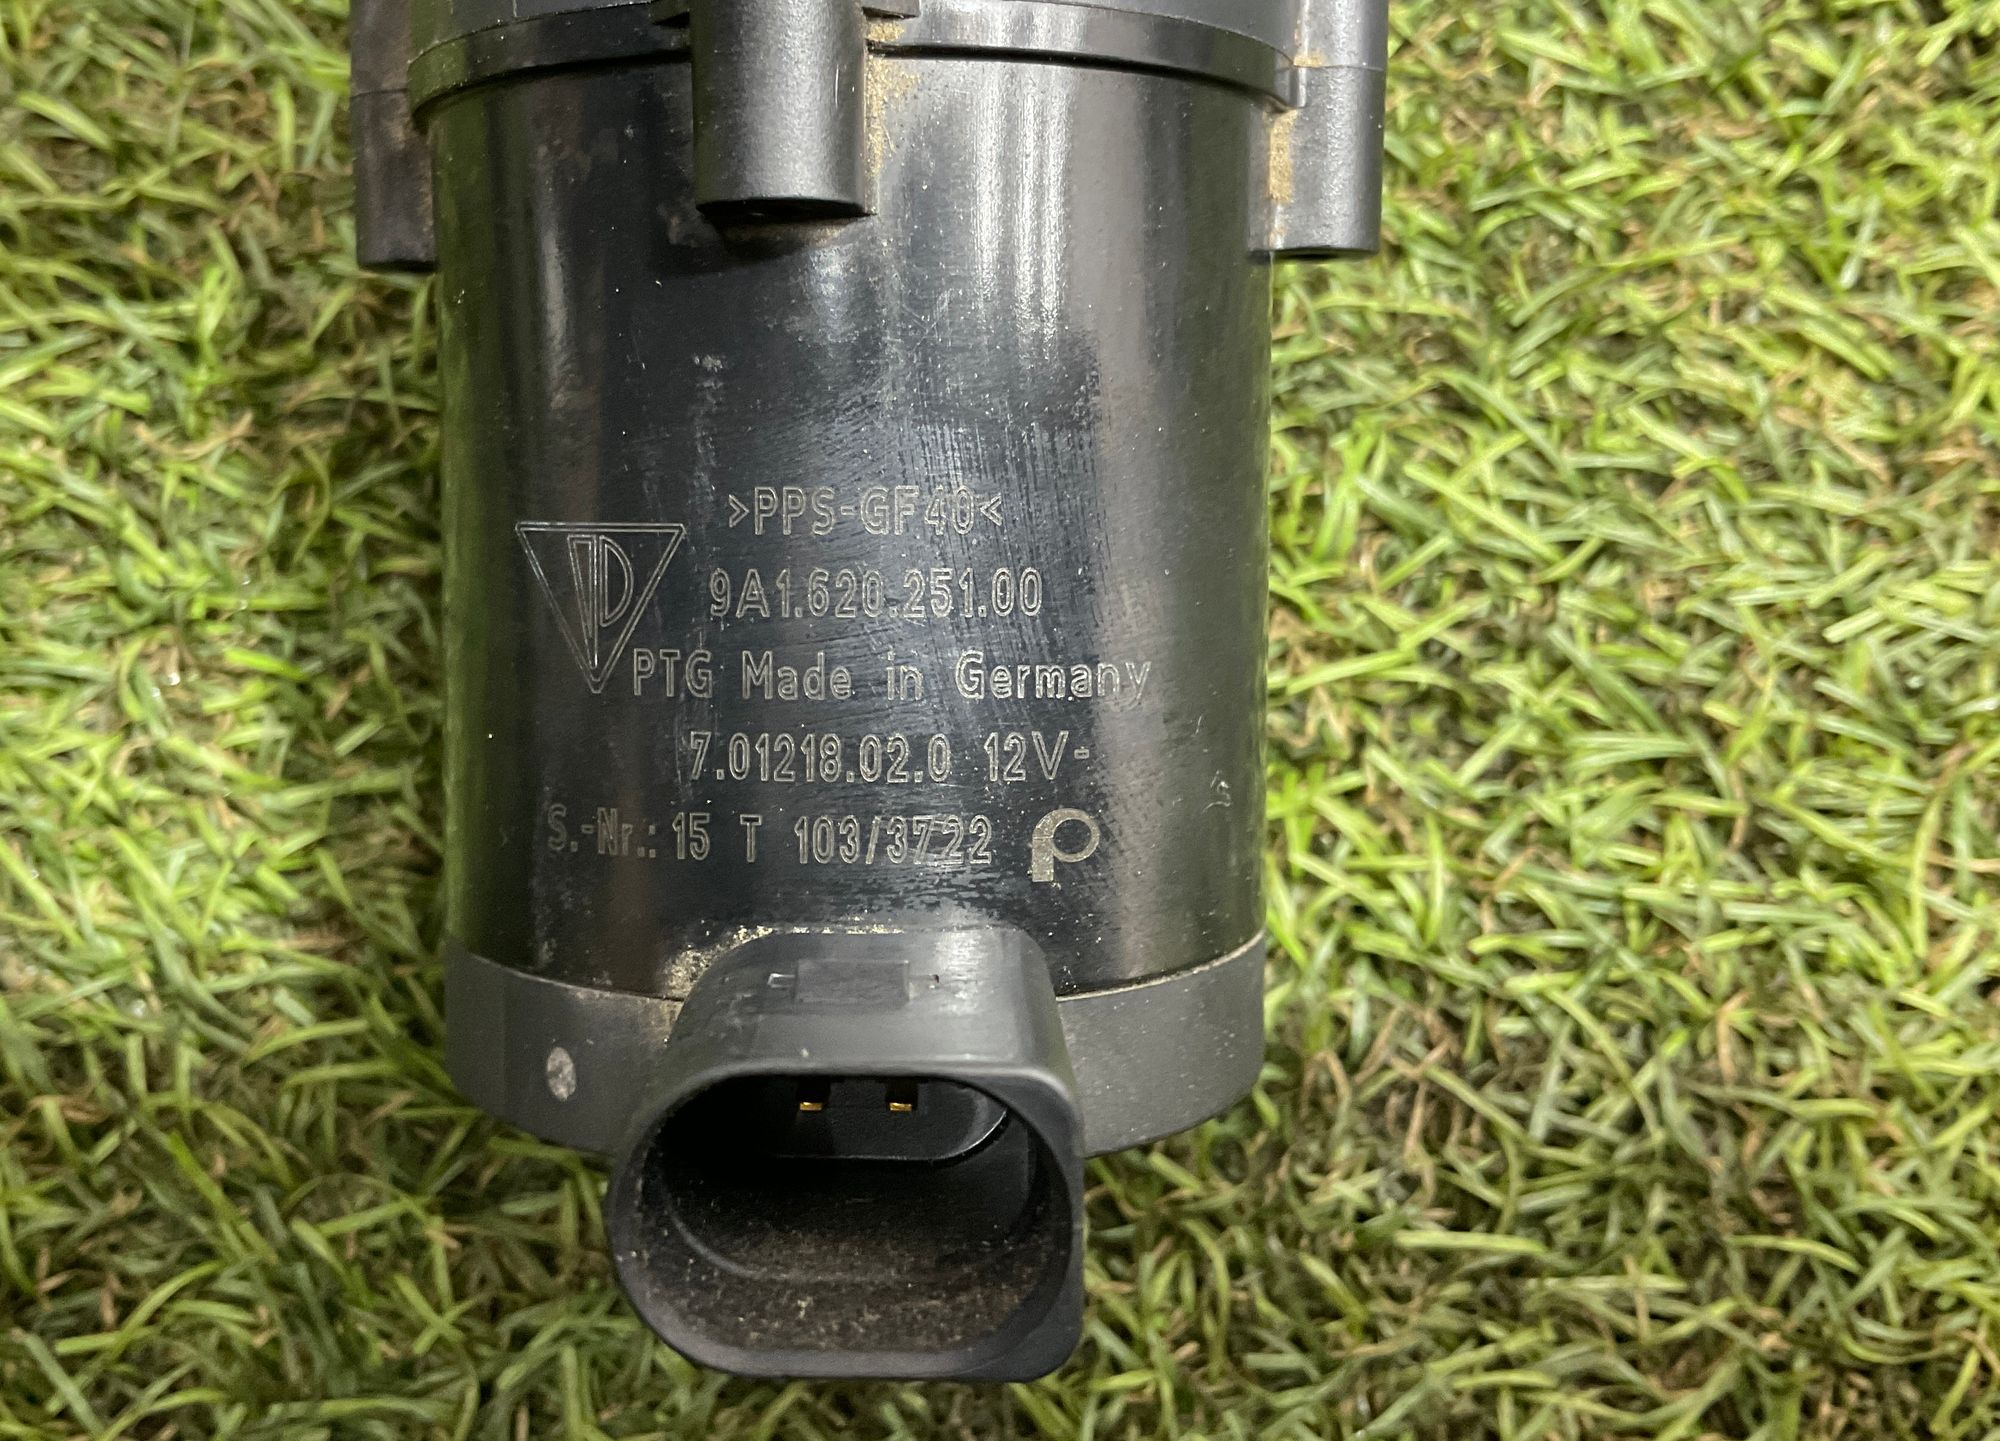 >PPS-GF40<
9A1.620.251.00
PTG Made in Germany
7.01218.02.0 12V-
S.-Nr.: 15 T 103/3722